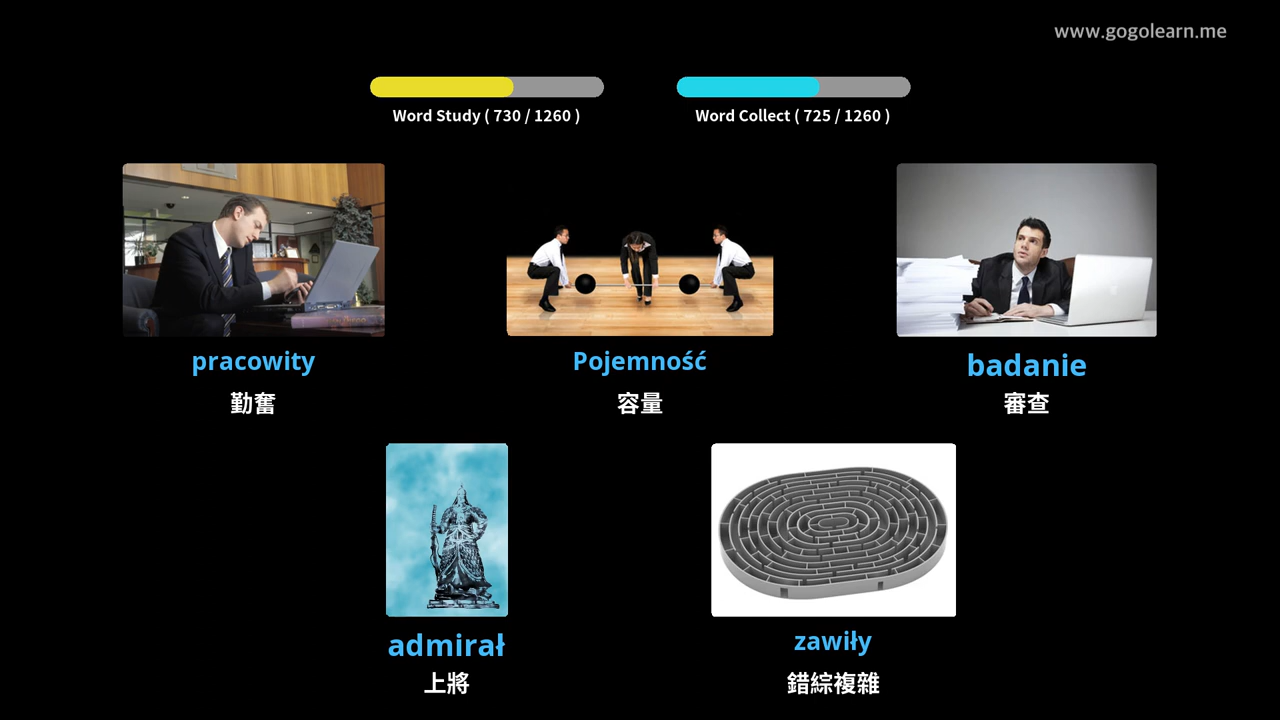 www.gogolearn.me
Word Study ( 730 / 1260 )
Word Collect ( 725 / 1260 )
pracowity
勤奮
Pojemność
容量
badanie
審查
admirał
上將
zawiły
錯綜複雜